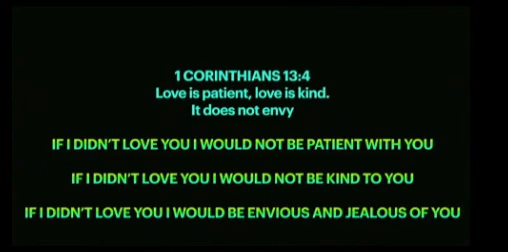 1 CORINTHIANS 13:4
Love is patient, love is kind.
It does not envy
IF I DIDN'T LOVE YOU I WOULD NOT BE PATIENT WITH YOU
IF I DIDN'T LOVE YOU I WOULD NOT BE KIND TO YOU
IF I DIDN'T LOVE YOU I WOULD BE ENVIOUS AND JEALOUS OF YOU